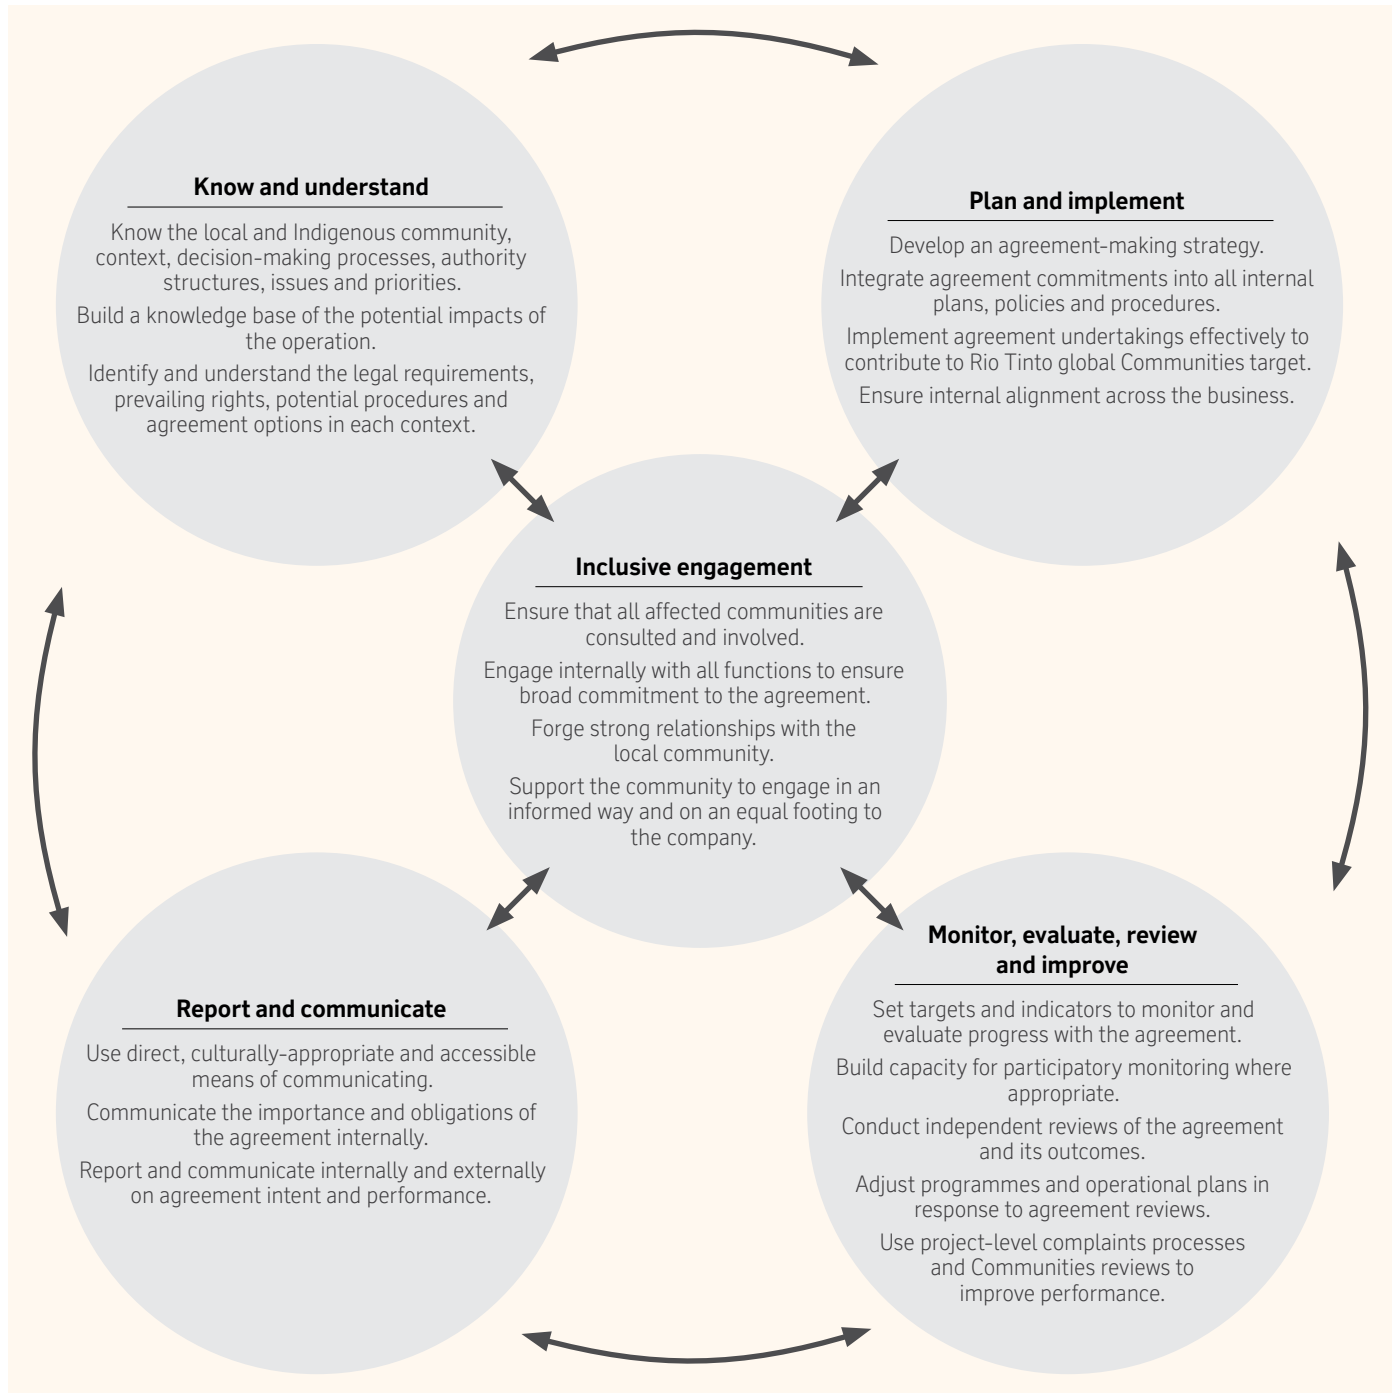 Know and understand
Know the local and Indigenous community,
context, decision-making processes, authority
structures, issues and priorities.
Build a knowledge base of the potential impacts of
the operation.
Identify and understand the legal requirements,
prevailing rights, potential procedures and
agreement options in each context.
Plan and implement
Develop an agreement-making strategy.
Integrate agreement commitments into all internal
plans, policies and procedures.
Implement agreement undertakings effectively to
contribute to Rio Tinto global Communities target.
Ensure internal alignment across the business.
Inclusive engagement
Ensure that all affected communities are
consulted and involved.
Engage internally with all functions to ensure
broad commitment to the agreement.
Forge strong relationships with the
local community.
Support the community to engage in an
informed way and on an equal footing to
the company.
Report and communicate
Use direct, culturally-appropriate and accessible
means of communicating.
Communicate the importance and obligations of
the agreement internally.
Report and communicate internally and externally
on agreement intent and performance.
Monitor, evaluate, review
and improve
Set targets and indicators to monitor and
evaluate progress with the agreement.
Build capacity for participatory monitoring where
appropriate.
Conduct independent reviews of the agreement
and its outcomes.
Adjust programmes and operational plans in
response to agreement reviews.
Use project-level complaints processes
and Communities reviews to
improve performance.